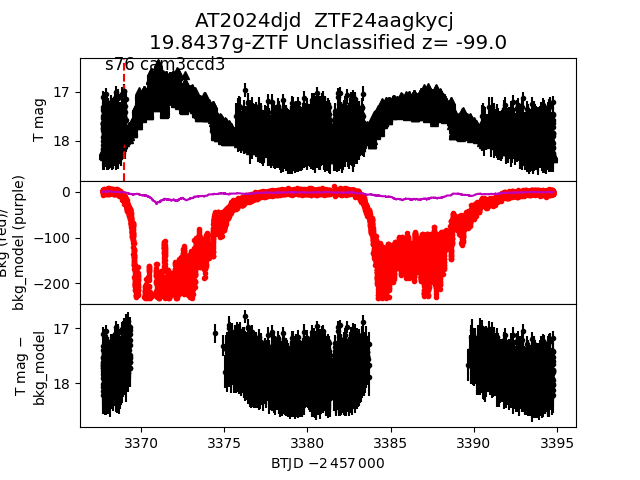 AT2024djd  ZTF24aagkycj
19.8437g-ZTF Unclassified z= -99.0
s76 cam3ccd3
T mag
17
18
Bkg (red)/
bkg_model (purple)
0
−100
−200
T mag −
bkg_model
17
18
3370 3375 3380 3385 3390 3395
BTJD −2 457 000